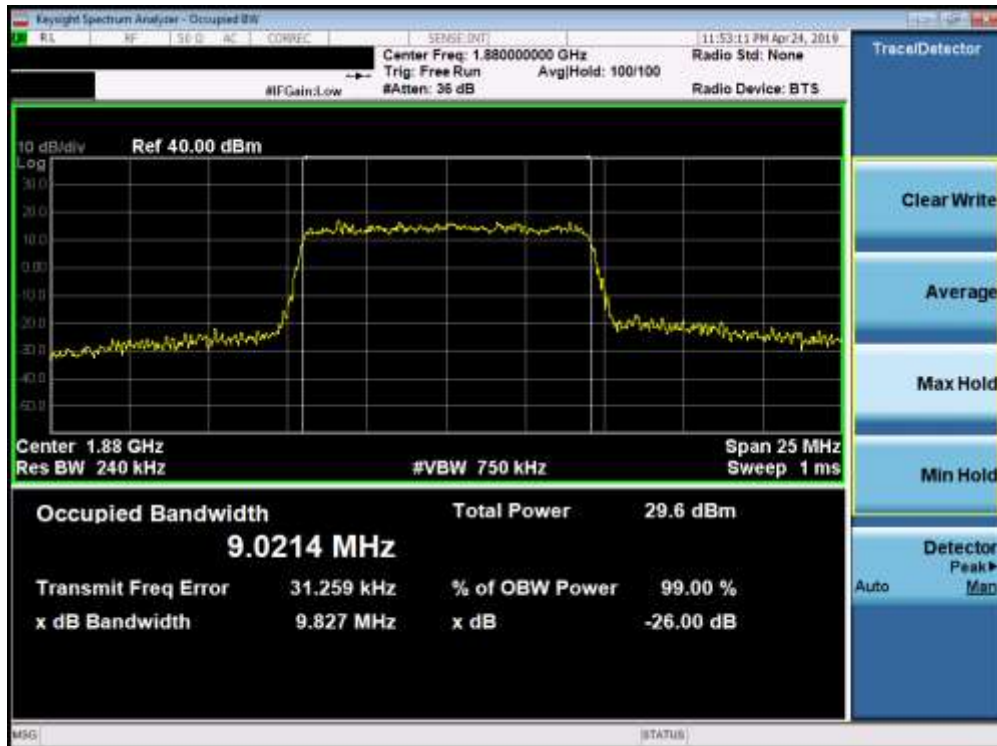 Keysight Spectrum Analyzer - Occupied BW
RL RF 50 Ω AC CORREC SENSE:INT 11:53:11 PM Apr 24, 2019
Center Freq: 1.880000000 GHz Radio Std: None
Trig: Free Run Avg|Hold: 100/100
#IFGain:Low #Atten: 36 dB Radio Device: BTS
Trace/Detector
10 dB/div Ref 40.00 dBm
Log
30.0
20.0
10.0
0.00
10.0
20.0
30.0
40.0
50.0
Center 1.88 GHz Span 25 MHz
Res BW 240 kHz #VBW 750 kHz Sweep 1 ms
Occupied Bandwidth Total Power 29.6 dBm
9.0214 MHz
Transmit Freq Error 31.259 kHz % of OBW Power 99.00 %
x dB Bandwidth 9.827 MHz x dB -26.00 dB
Clear Write
Average
Max Hold
Min Hold
Detector
Peak▶
Auto Man
MSG STATUS